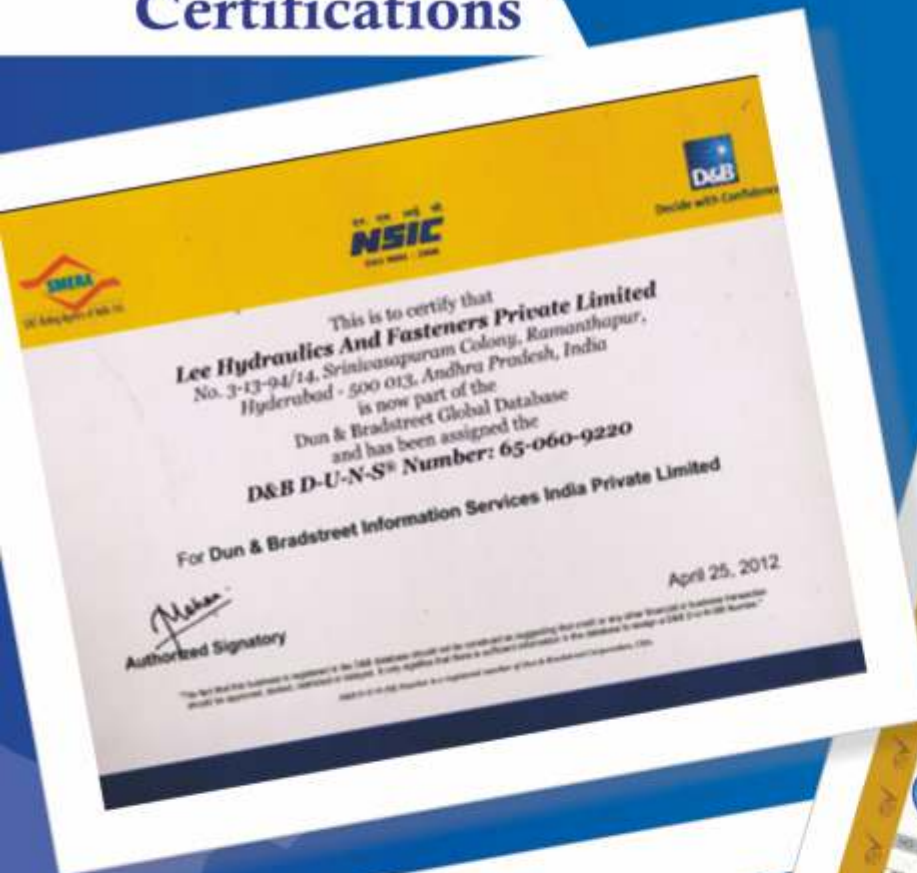 Certifications
SMERA
एन एस आई सी
NSIC
D&B
Decide with Confidence
This is to certify that
Lee Hydraulics And Fasteners Private Limited
No. 3-13-94/14, Srinivasapuram Colony, Ramanthapur,
Hyderabad - 500 013, Andhra Pradesh, India
is now part of the
Dun & Bradstreet Global Database
and has been assigned the
D&B D-U-N-S® Number: 65-060-9220
For Dun & Bradstreet Information Services India Private Limited
April 25, 2012
Authorized Signatory